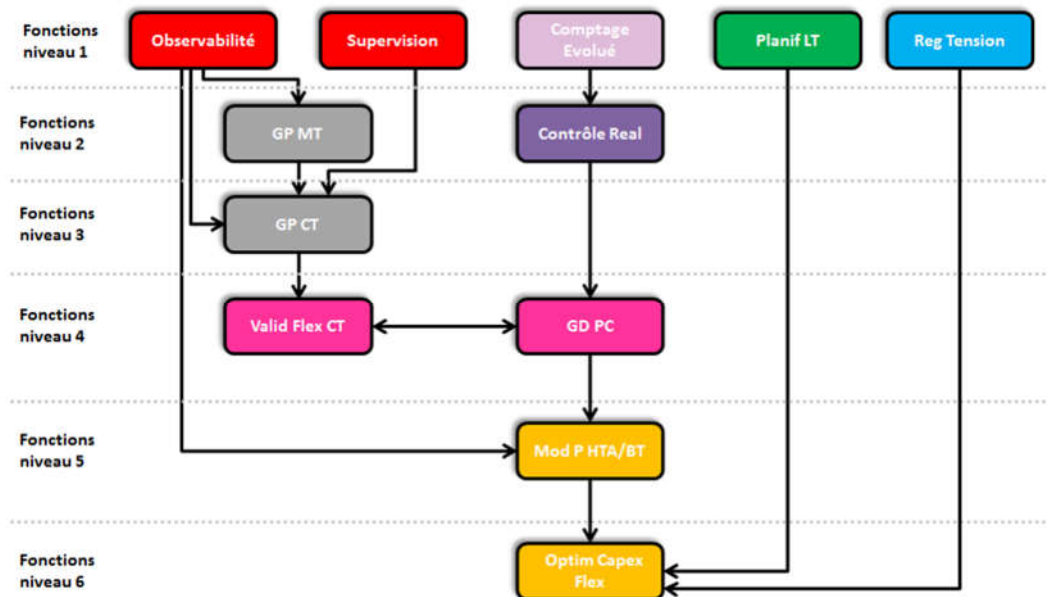 Fonctions
niveau 1
Observabilité
Supervision
Comptage
Evolué
Planif LT
Reg Tension
Fonctions
niveau 2
GP MT
Contrôle Real
Fonctions
niveau 3
GP CT
Fonctions
niveau 4
Valid Flex CT
GD PC
Fonctions
niveau 5
Mod P HTA/BT
Fonctions
niveau 6
Optim Capex
Flex